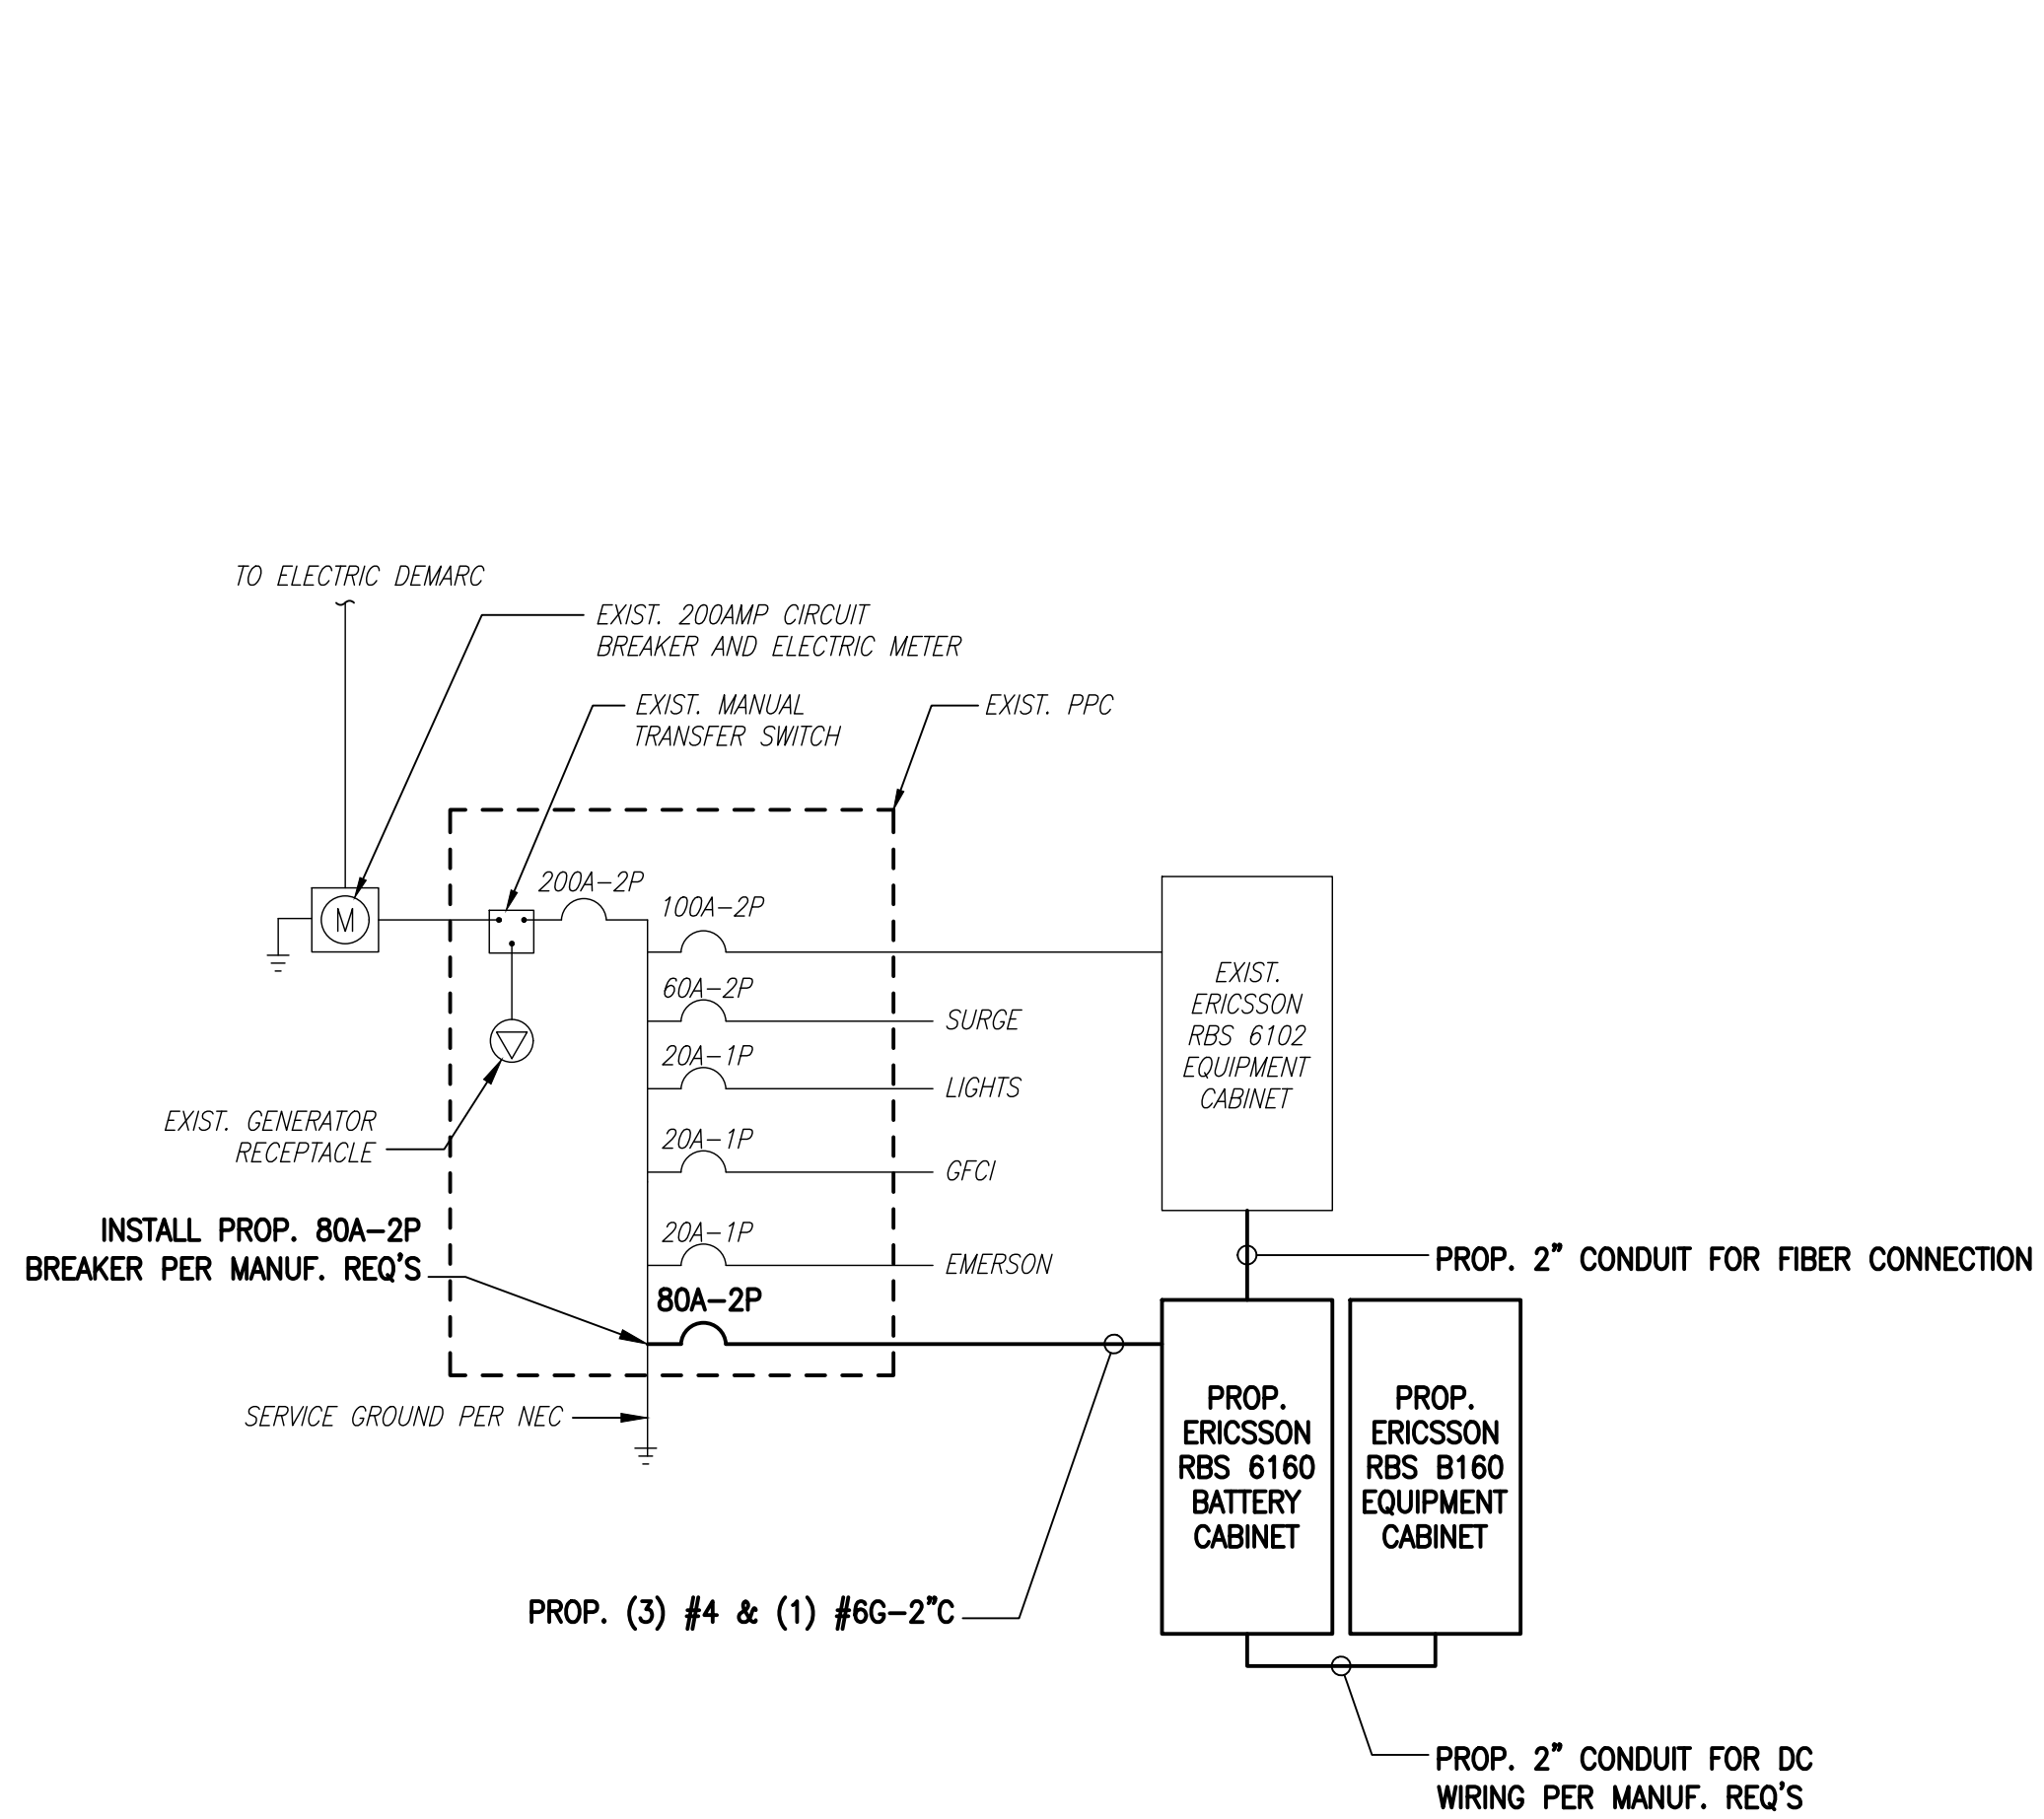 TO ELECTRIC DEMARC
EXIST. 200AMP CIRCUIT
BREAKER AND ELECTRIC METER
EXIST. MANUAL
TRANSFER SWITCH
EXIST. PPC
200A-2P
100A-2P
M
60A-2P
SURGE
20A-1P
LIGHTS
20A-1P
GFCI
20A-1P
EMERSON
EXIST.
ERICSSON
RBS 6102
EQUIPMENT
CABINET
EXIST. GENERATOR
RECEPTACLE
INSTALL PROP. 80A-2P
BREAKER PER MANUF. REQ'S
80A-2P
PROP. 2" CONDUIT FOR FIBER CONNECTION
SERVICE GROUND PER NEC
PROP.
ERICSSON
RBS 6160
BATTERY
CABINET
PROP.
ERICSSON
RBS B160
EQUIPMENT
CABINET
PROP. (3) #4 & (1) #6G-2"C
PROP. 2" CONDUIT FOR DC
WIRING PER MANUF. REQ'S